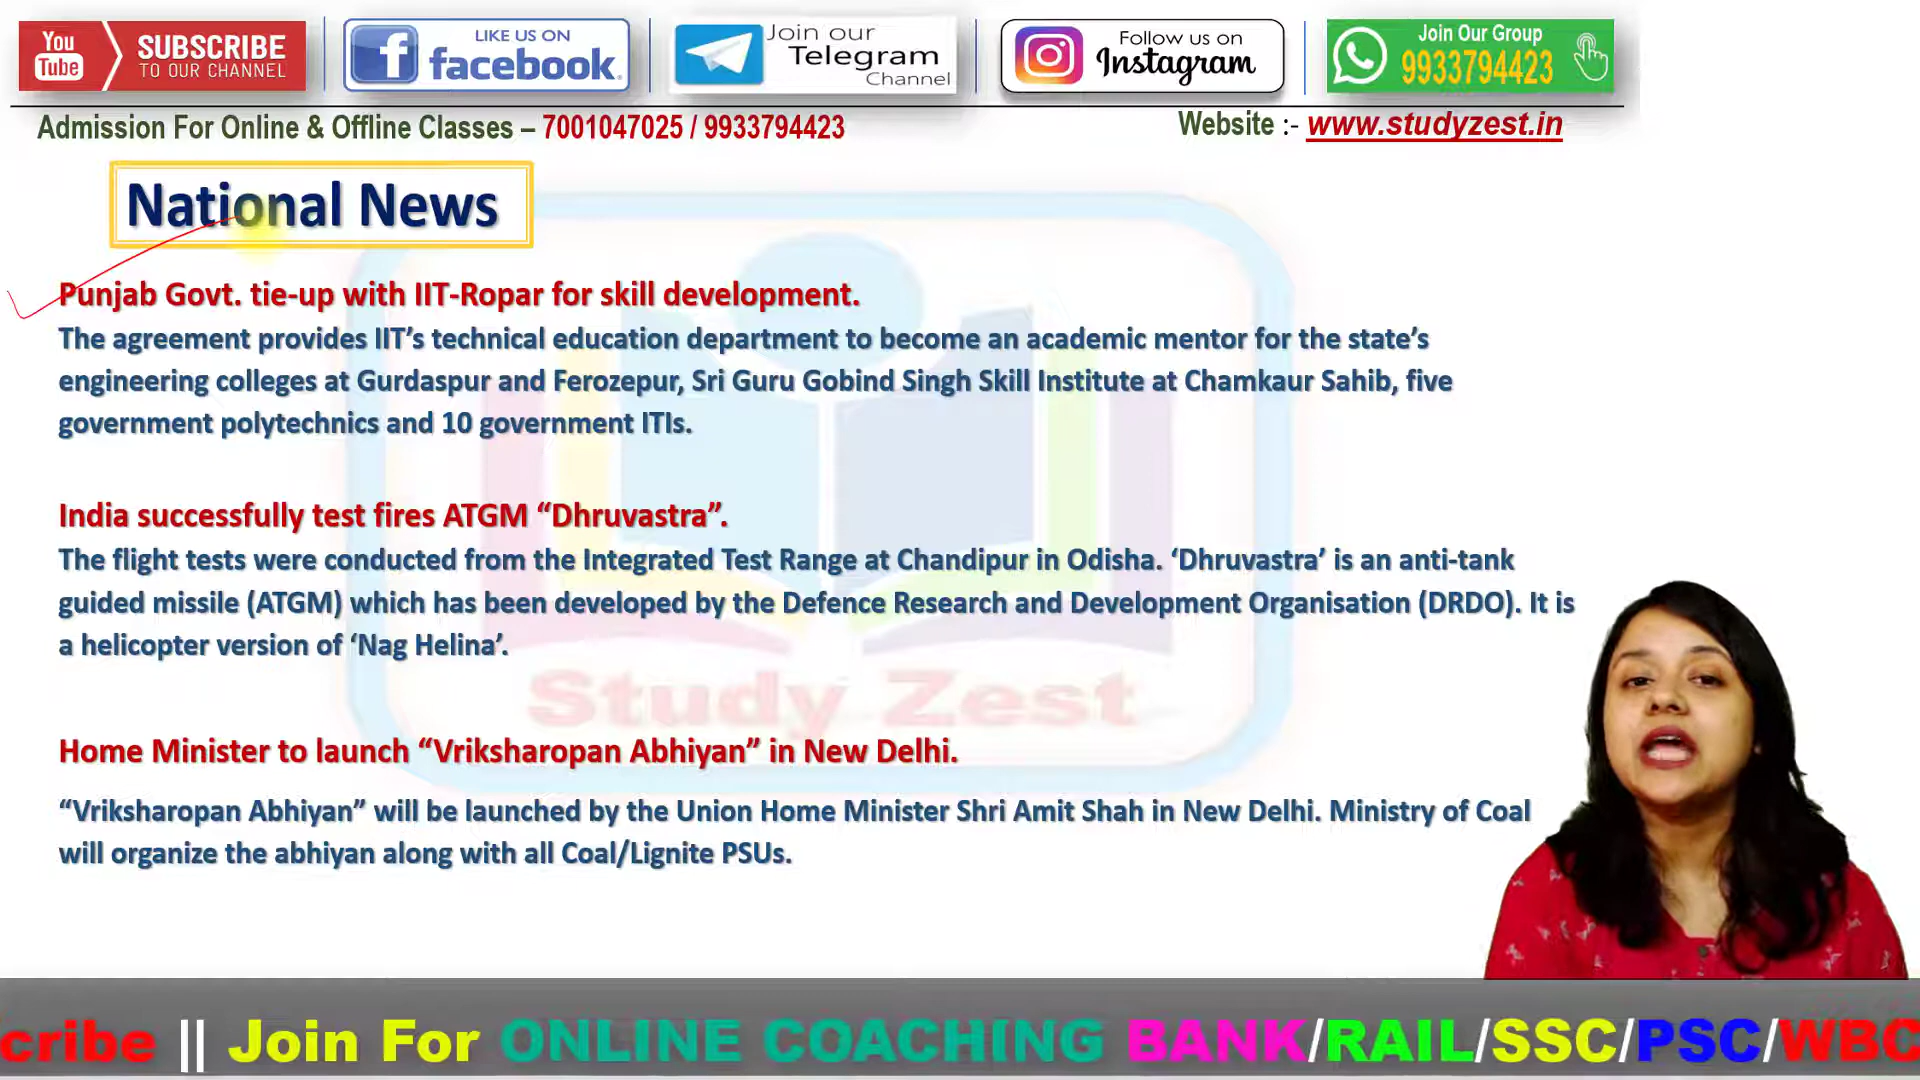 You Tube SUBSCRIBE TO OUR CHANNEL
LIKE US ON facebook.
Join our Telegram Channel
Follow us on Instagram
Join Our Group 9933794423
Admission For Online & Offline Classes – 7001047025 / 9933794423
Website :- www.studyzest.in
National News
Punjab Govt. tie-up with IIT-Ropar for skill development.
The agreement provides IIT’s technical education department to become an academic mentor for the state’s
engineering colleges at Gurdaspur and Ferozepur, Sri Guru Gobind Singh Skill Institute at Chamkaur Sahib, five
government polytechnics and 10 government ITIs.
India successfully test fires ATGM “Dhruvastra”.
The flight tests were conducted from the Integrated Test Range at Chandipur in Odisha. ‘Dhruvastra’ is an anti-tank
guided missile (ATGM) which has been developed by the Defence Research and Development Organisation (DRDO). It is
a helicopter version of ‘Nag Helina’.
Study Zest
Home Minister to launch “Vriksharopan Abhiyan” in New Delhi.
“Vriksharopan Abhiyan” will be launched by the Union Home Minister Shri Amit Shah in New Delhi. Ministry of Coal
will organize the abhiyan along with all Coal/Lignite PSUs.
cribe || Join For ONLINE COACHING BANK/RAIL/SSC/PSC/WBC